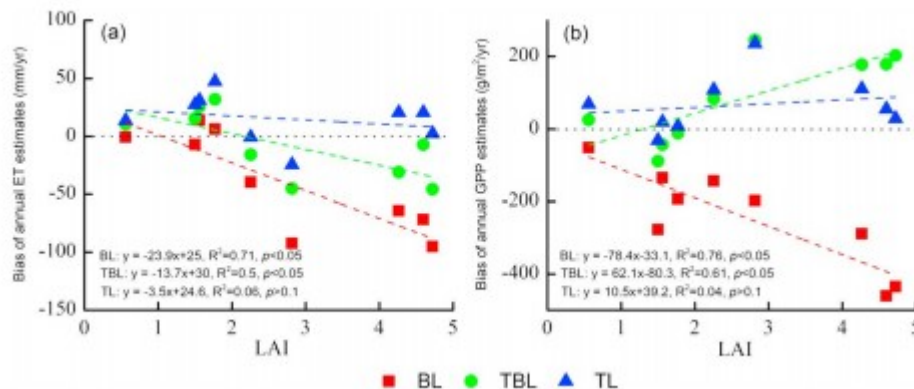 (a)
Bias of annual ET estimates (mm/yr)
100
50
0
-50
-100
-150
BL: y = -23.9x+25, R²=0.71, p<0.05
TBL: y = -13.7x+30, R²=0.5, p<0.05
TL: y = -3.5x+24.6, R²=0.06, p>0.1
0 1 2 3 4 5
LAI
(b)
Bias of annual GPP estimates (g/m²/yr)
200
0
-200
-400
BL: y = -78.4x-33.1, R²=0.76, p<0.05
TBL: y = 62.1x-80.3, R²=0.61, p<0.05
TL: y = 10.5x+39.2, R²=0.04, p>0.1
0 1 2 3 4 5
LAI
BL TBL TL